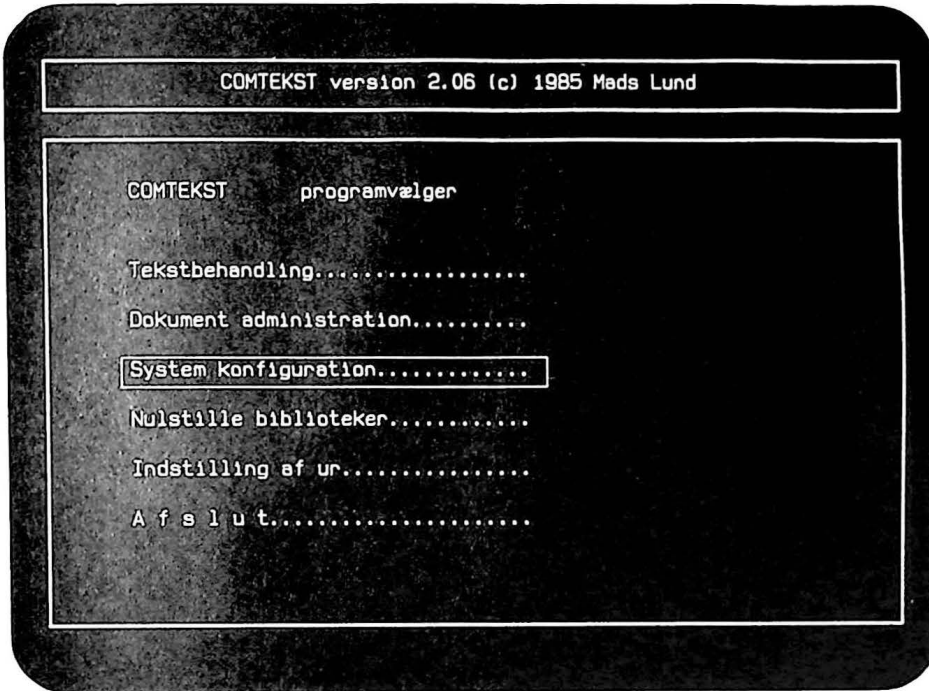 COMTEKST version 2.06 (c) 1985 Mads Lund
COMTEKST programvælger
Tekstbehandling..................
Dokument administration..........
System konfiguration.............
Nulstille biblioteker............
Indstilling af ur................
A f s l u t......................